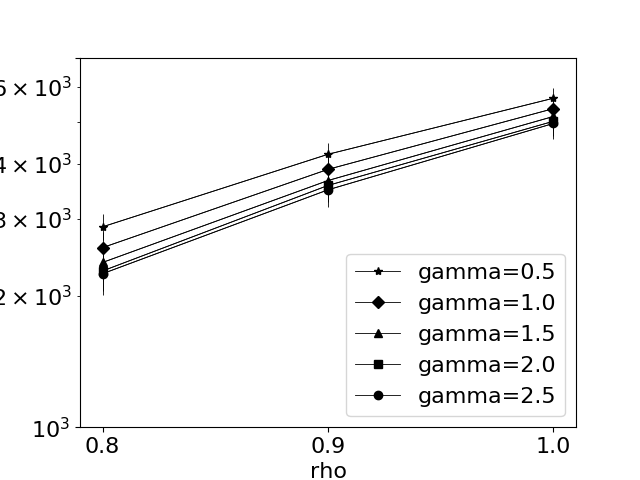 6 × 10³
4 × 10³
3 × 10³
2 × 10³
10³
0.8 0.9 1.0
rho
gamma=0.5
gamma=1.0
gamma=1.5
gamma=2.0
gamma=2.5